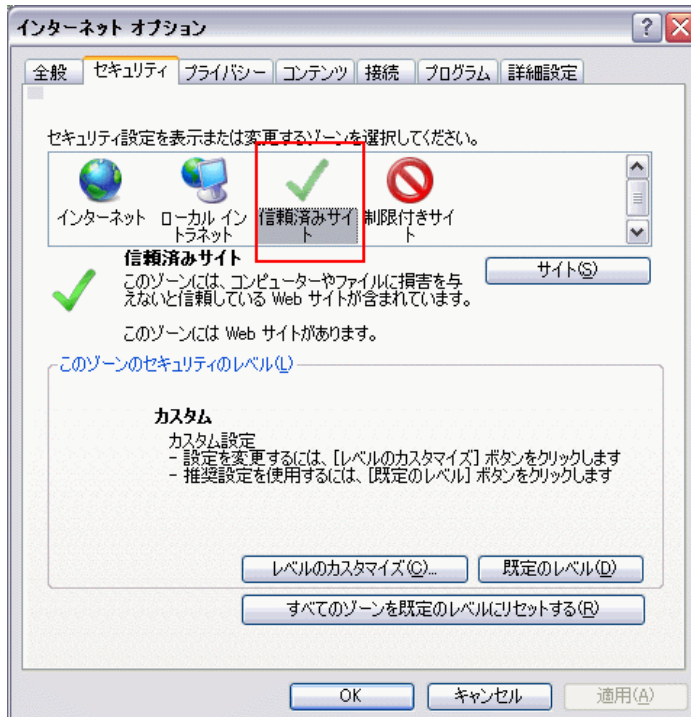 インターネット オプション
全般 セキュリティ プライバシー コンテンツ 接続 プログラム 詳細設定
セキュリティ設定を表示または変更するゾーンを選択してください。
インターネット ローカル イン 信頼済みサイ 制限付きサイ
トラネット ト ト
信頼済みサイト
サイト(S)
このゾーンには、コンピューターやファイルに損害を与
えないと信頼している Web サイトが含まれています。
このゾーンには Web サイトがあります。
このゾーンのセキュリティのレベル(L)
カスタム
カスタム設定
- 設定を変更するには、[レベルのカスタマイズ] ボタンをクリックします
- 推奨設定を使用するには、[既定のレベル] ボタンをクリックします
レベルのカスタマイズ(C)... 既定のレベル(D)
すべてのゾーンを既定のレベルにリセットする(R)
OK キャンセル 適用(A)